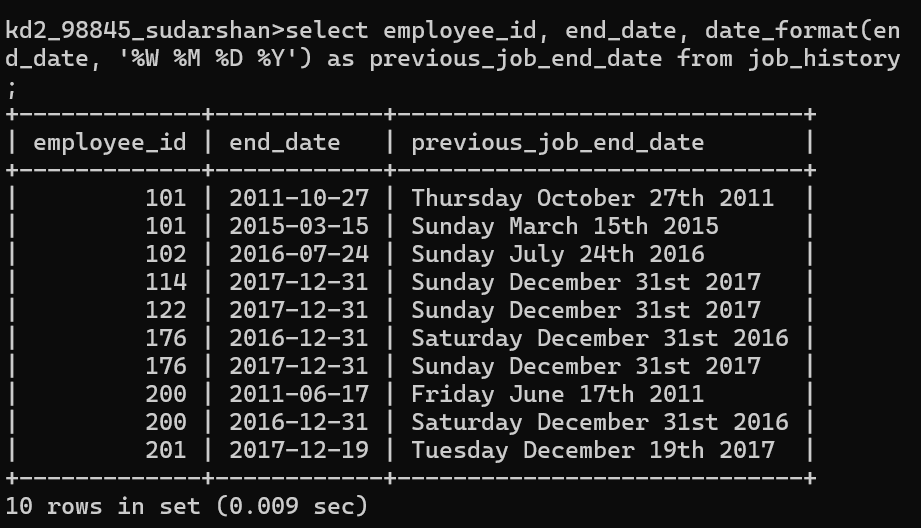 kd2_98845_sudarshan>select employee_id, end_date, date_format(en
d_date, '%W %M %D %Y') as previous_job_end_date from job_history
;
+-------------+------------+----------------------------+
| employee_id | end_date   | previous_job_end_date      |
+-------------+------------+----------------------------+
|         101 | 2011-10-27 | Thursday October 27th 2011 |
|         101 | 2015-03-15 | Sunday March 15th 2015     |
|         102 | 2016-07-24 | Sunday July 24th 2016      |
|         114 | 2017-12-31 | Sunday December 31st 2017  |
|         122 | 2017-12-31 | Sunday December 31st 2017  |
|         176 | 2016-12-31 | Saturday December 31st 2016 |
|         176 | 2017-12-31 | Sunday December 31st 2017  |
|         200 | 2011-06-17 | Friday June 17th 2011      |
|         200 | 2016-12-31 | Saturday December 31st 2016 |
|         201 | 2017-12-19 | Tuesday December 19th 2017 |
+-------------+------------+----------------------------+
10 rows in set (0.009 sec)